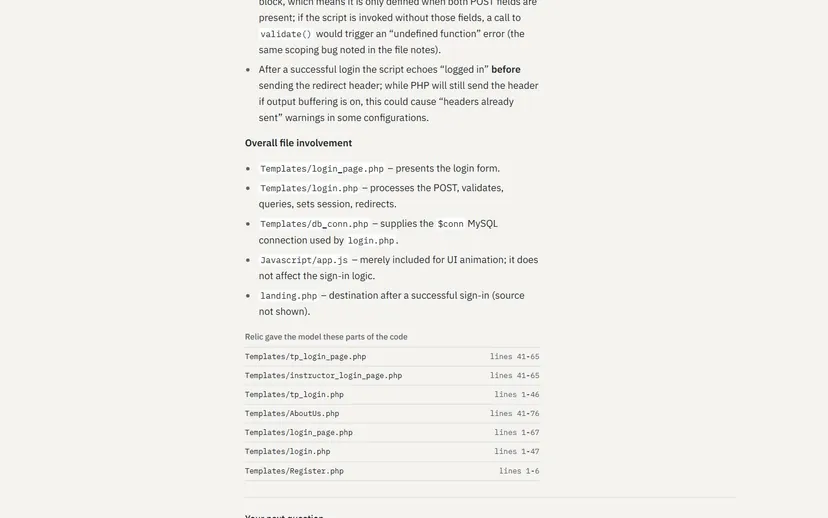 block, which means it is only defined when both POST fields are
present; if the script is invoked without those fields, a call to
validate() would trigger an “undefined function” error (the
same scoping bug noted in the file notes).
After a successful login the script echoes “logged in” before
sending the redirect header; while PHP will still send the header
if output buffering is on, this could cause “headers already
sent” warnings in some configurations.
Overall file involvement
Templates/login_page.php – presents the login form.
Templates/login.php – processes the POST, validates,
queries, sets session, redirects.
Templates/db_conn.php – supplies the $conn MySQL
connection used by login.php.
Javascript/app.js – merely included for UI animation; it does
not affect the sign-in logic.
landing.php – destination after a successful sign-in (source
not shown).
Relic gave the model these parts of the code
Templates/tp_login_page.php lines 41-65
Templates/instructor_login_page.php lines 41-65
Templates/tp_login.php lines 1-46
Templates/AboutUs.php lines 41-76
Templates/login_page.php lines 1-67
Templates/login.php lines 1-47
Templates/Register.php lines 1-6
Your next question